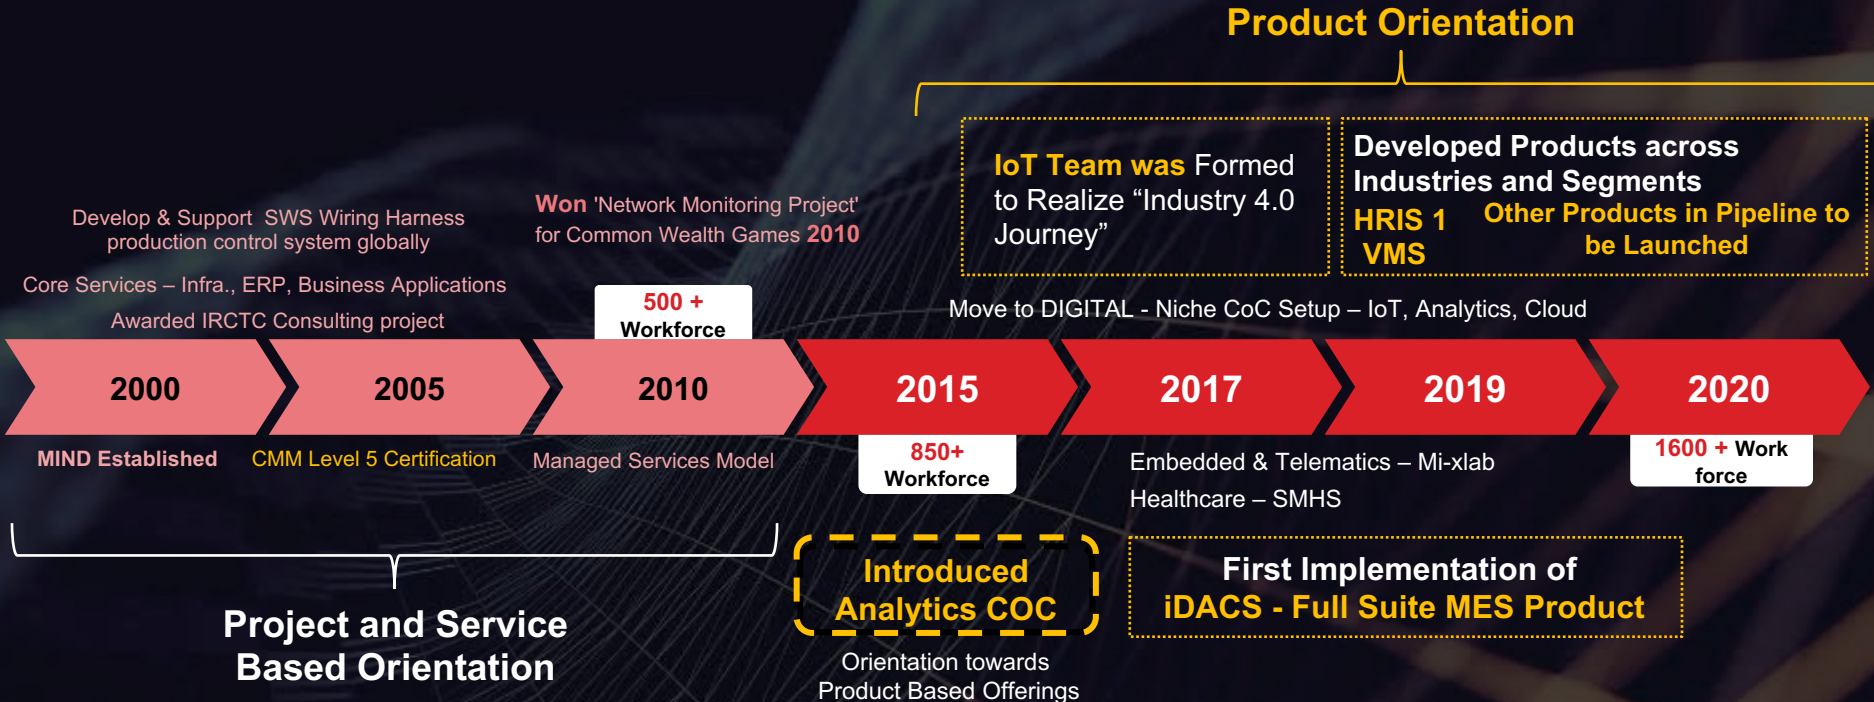 Product Orientation
IoT Team was Formed
to Realize “Industry 4.0
Journey”
Developed Products across
Industries and Segments
HRIS 1
VMS
Other Products in Pipeline to
be Launched
Develop & Support SWS Wiring Harness
production control system globally
Core Services – Infra., ERP, Business Applications
Awarded IRCTC Consulting project
Won 'Network Monitoring Project'
for Common Wealth Games 2010
500 +
Workforce
Move to DIGITAL - Niche CoC Setup – IoT, Analytics, Cloud
2000
2005
2010
2015
2017
2019
2020
MIND Established
CMM Level 5 Certification
Managed Services Model
850+
Workforce
Embedded & Telematics – Mi-xlab
Healthcare – SMHS
1600 + Work
force
Project and Service
Based Orientation
Introduced
Analytics COC
Orientation towards
Product Based Offerings
First Implementation of
iDACS - Full Suite MES Product